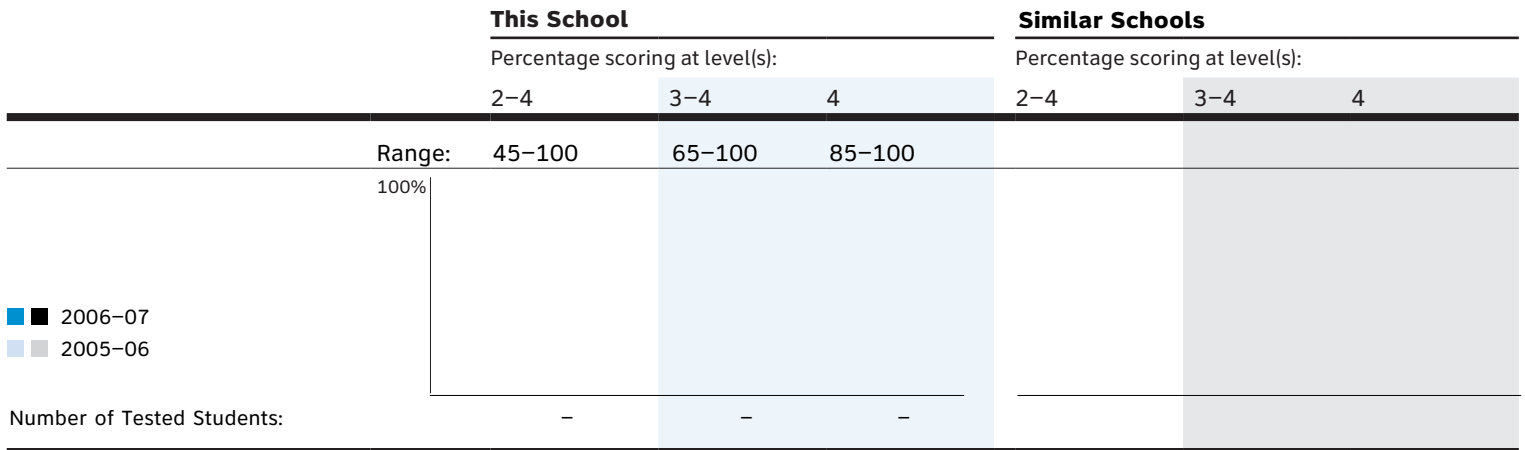 This School Similar Schools
Percentage scoring at level(s): Percentage scoring at level(s):
2–4 3–4 4 2–4 3–4 4
Range: 45–100 65–100 85–100
100%
2006–07
2005–06
Number of Tested Students: – – –